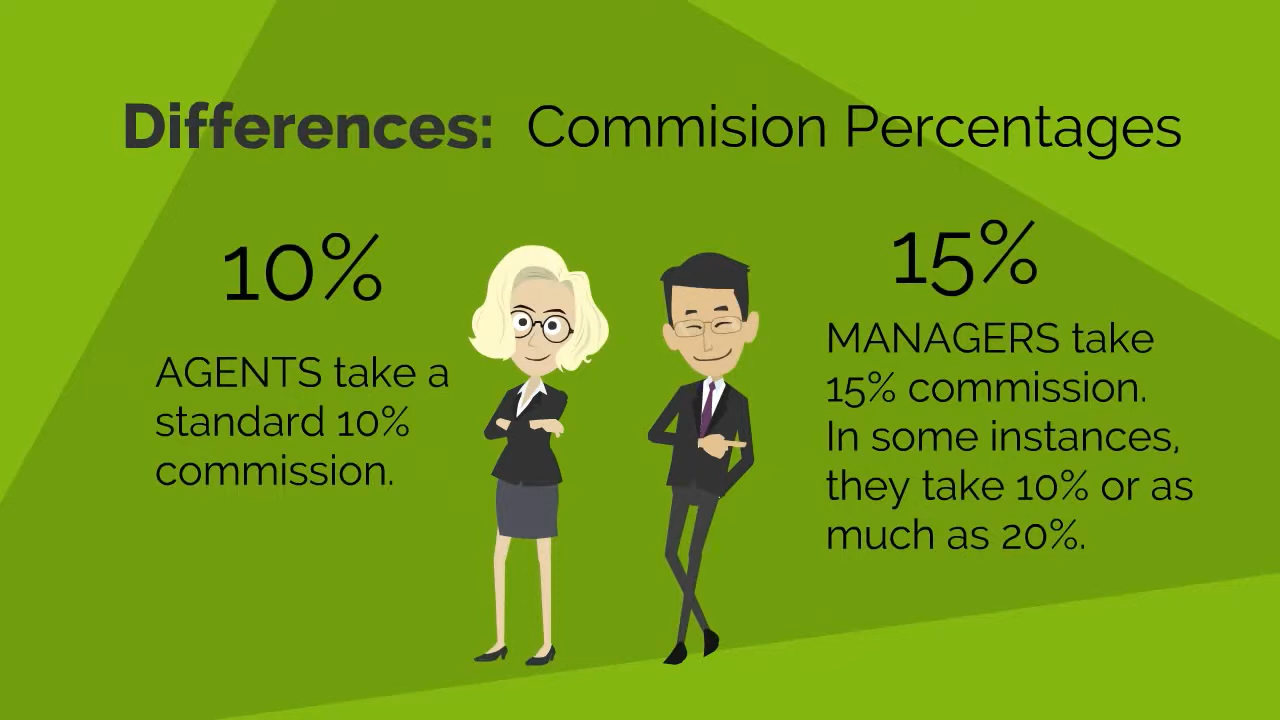 Differences: Commision Percentages
10%
AGENTS take a
standard 10%
commission.
15%
MANAGERS take
15% commission.
In some instances,
they take 10% or as
much as 20%.